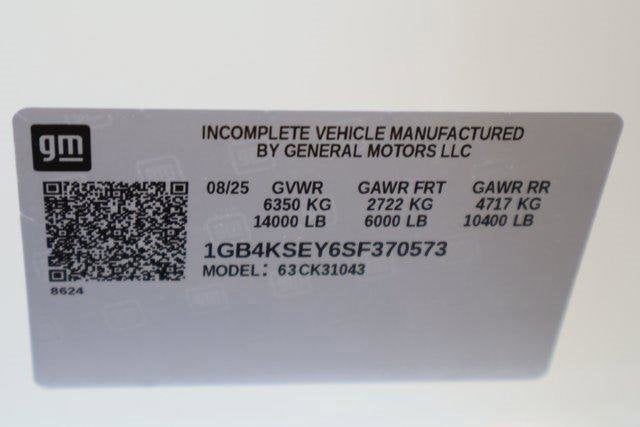 gm
INCOMPLETE VEHICLE MANUFACTURED
BY GENERAL MOTORS LLC
08/25 GVWR GAWR FRT GAWR RR
6350 KG 2722 KG 4717 KG
14000 LB 6000 LB 10400 LB
1GB4KSEY6SF370573
MODEL: 63CK31043
8624